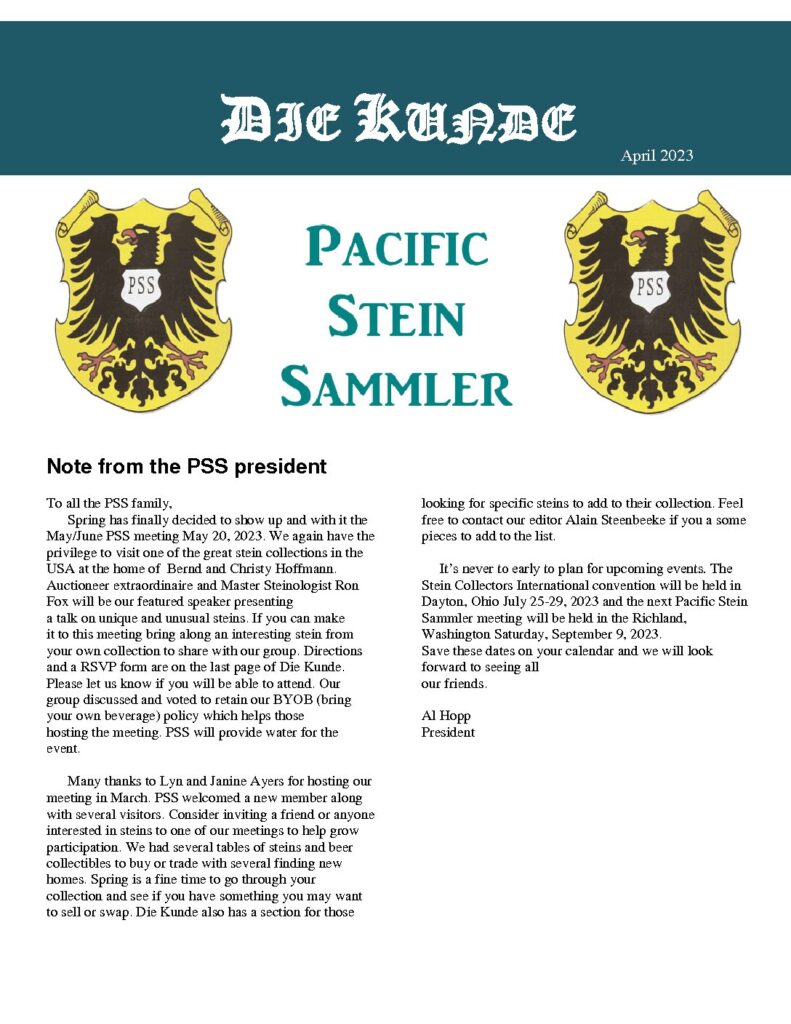 DIE KUNDE
April 2023
PSS
PACIFIC
STEIN
SAMMLER
PSS
Note from the PSS president
To all the PSS family,
Spring has finally decided to show up and with it the
May/June PSS meeting May 20, 2023. We again have the
privilege to visit one of the great stein collections in the
USA at the home of Bernd and Christy Hoffmann.
Auctioneer extraordinaire and Master Steinologist Ron
Fox will be our featured speaker presenting
a talk on unique and unusual steins. If you can make
it to this meeting bring along an interesting stein from
your own collection to share with our group. Directions
and a RSVP form are on the last page of Die Kunde.
Please let us know if you will be able to attend. Our
group discussed and voted to retain our BYOB (bring
your own beverage) policy which helps those
hosting the meeting. PSS will provide water for the
event.
Many thanks to Lyn and Janine Ayers for hosting our
meeting in March. PSS welcomed a new member along
with several visitors. Consider inviting a friend or anyone
interested in steins to one of our meetings to help grow
participation. We had several tables of steins and beer
collectibles to buy or trade with several finding new
homes. Spring is a fine time to go through your
collection and see if you have something you may want
to sell or swap. Die Kunde also has a section for those
looking for specific steins to add to their collection. Feel
free to contact our editor Alain Steenbeeke if you a some
pieces to add to the list.
It's never to early to plan for upcoming events. The
Stein Collectors International convention will be held in
Dayton, Ohio July 25-29, 2023 and the next Pacific Stein
Sammler meeting will be held in the Richland,
Washington Saturday, September 9, 2023.
Save these dates on your calendar and we will look
forward to seeing all
our friends.
Al Hopp
President